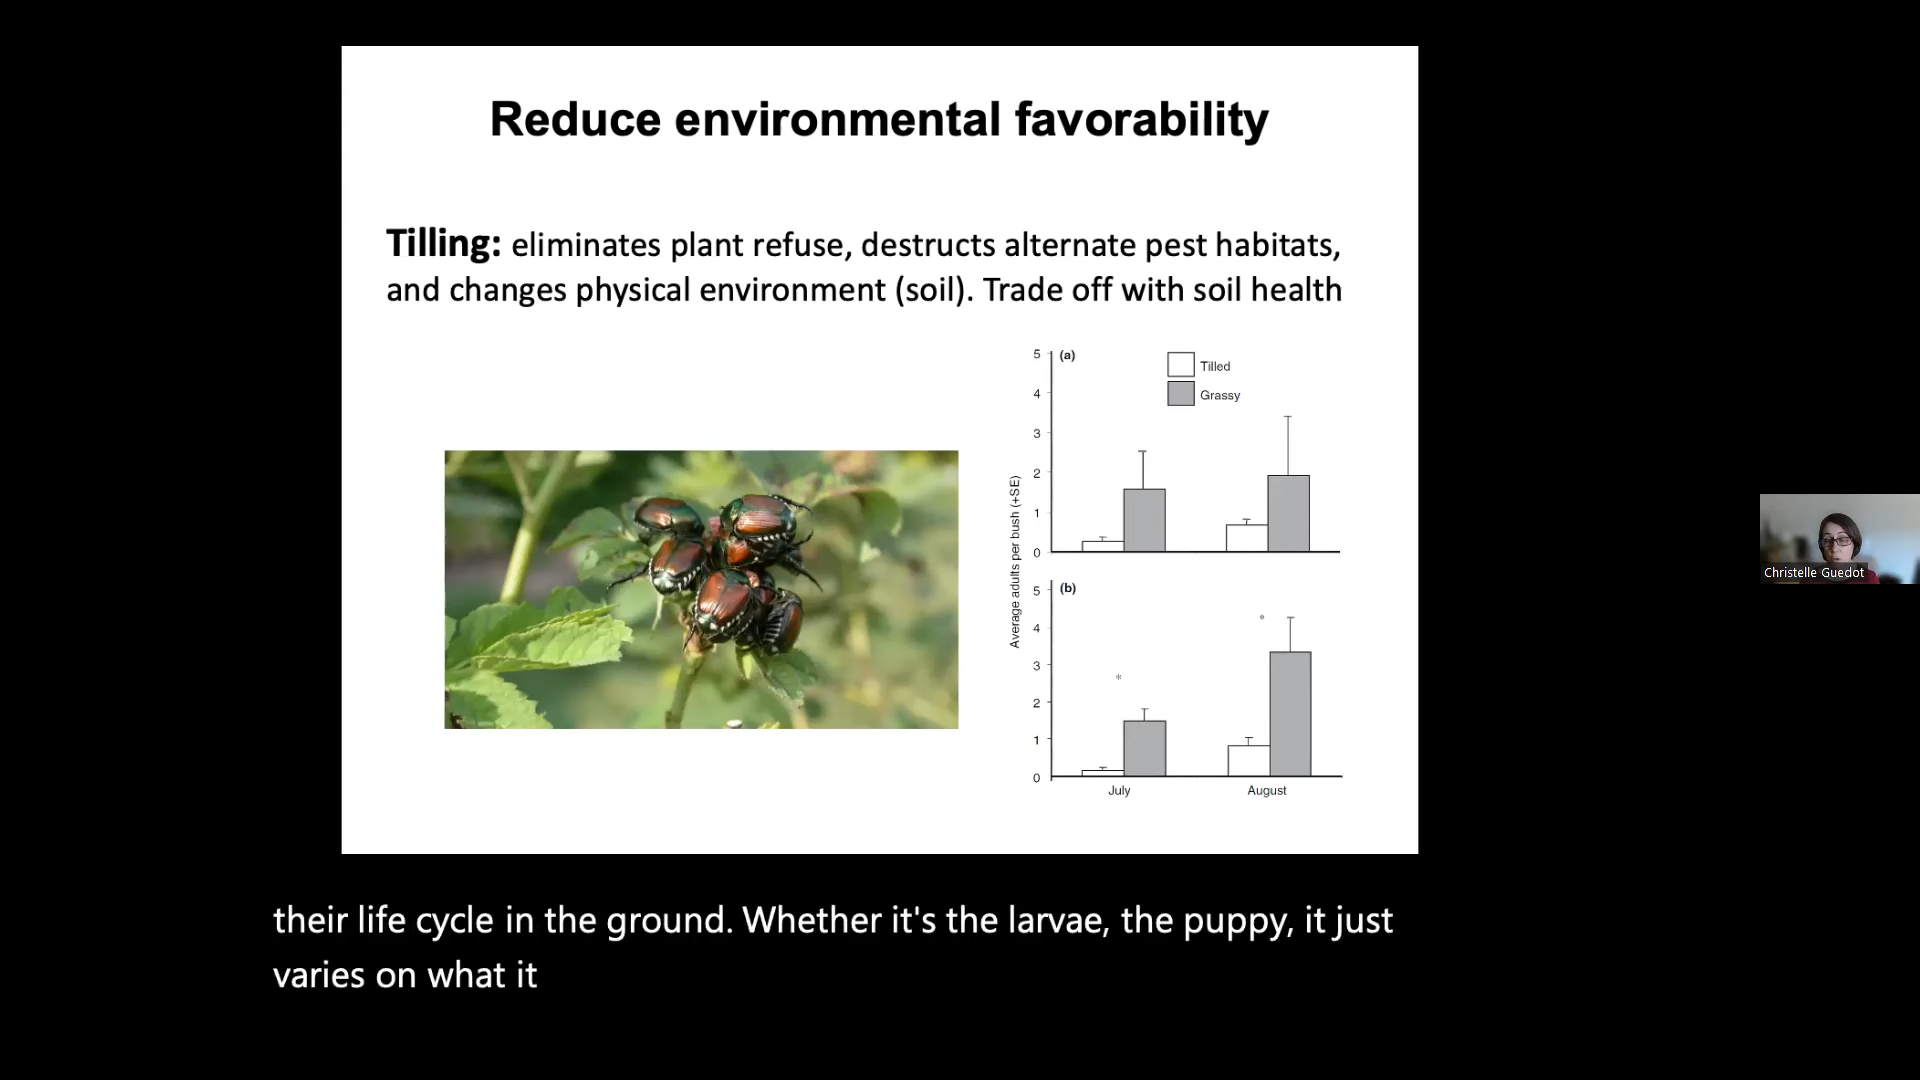 Reduce environmental favorability
Tilling: eliminates plant refuse, destructs alternate pest habitats,
and changes physical environment (soil). Trade off with soil health
Average adults per bush (+SE)
5
(a)
Tilled
4
Grassy
3
2
1
0
5
(b)
4
*
3
*
2
1
0
July
August
Christelle Guedot
their life cycle in the ground. Whether it's the larvae, the puppy, it just
varies on what it